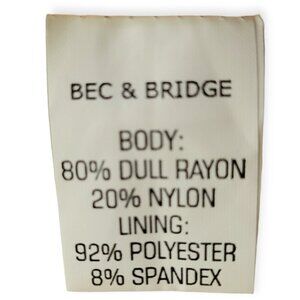 BEC & BRIDGE
BODY:
80% DULL RAYON
20% NYLON
LINING:
92% POLYESTER
8% SPANDEX